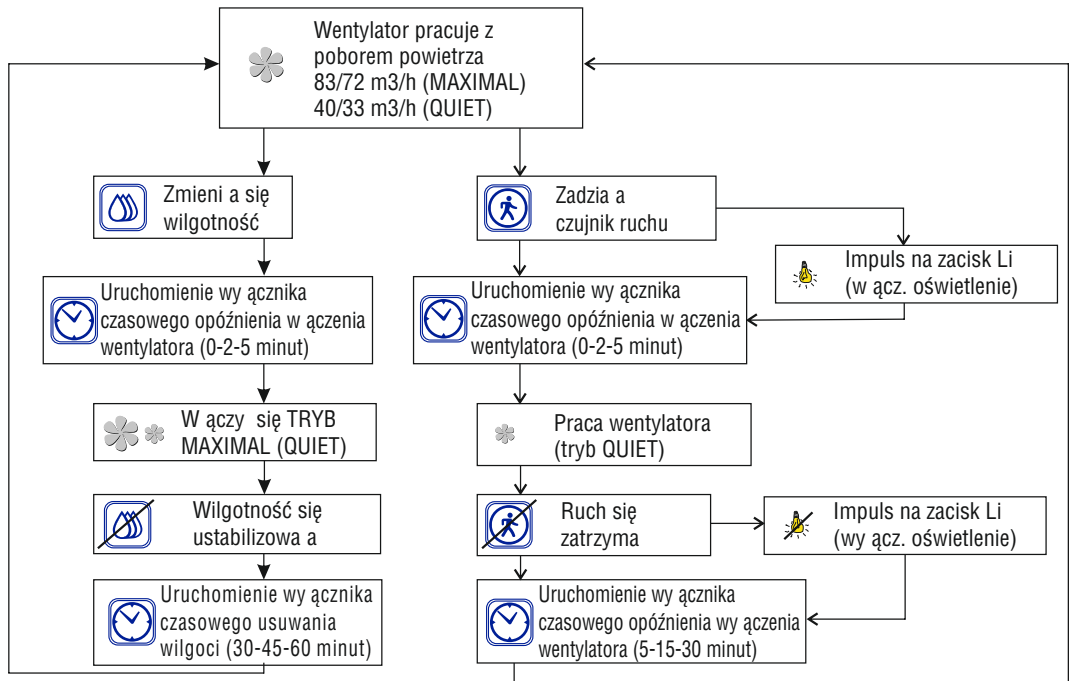 Wentylator pracuje z
poborem powietrza
83/72 m3/h (MAXIMAL)
40/33 m3/h (QUIET)
Zmieni a się
wilgotność
Uruchomienie wy ącznika
czasowego opóźnienia w ączenia
wentylatora (0-2-5 minut)
W ączy się TRYB
MAXIMAL (QUIET)
Wilgotność się
ustabilizowa a
Uruchomienie wy ącznika
czasowego usuwania
wilgoci (30-45-60 minut)
Zadzia a
czujnik ruchu
Impuls na zacisk Li
(w ącz. oświetlenie)
Uruchomienie wy ącznika
czasowego opóźnienia w ączenia
wentylatora (0-2-5 minut)
Praca wentylatora
(tryb QUIET)
Ruch się
zatrzyma
Impuls na zacisk Li
(wy ącz. oświetlenie)
Uruchomienie wy ącznika
czasowego opóźnienia wy ączenia
wentylatora (5-15-30 minut)